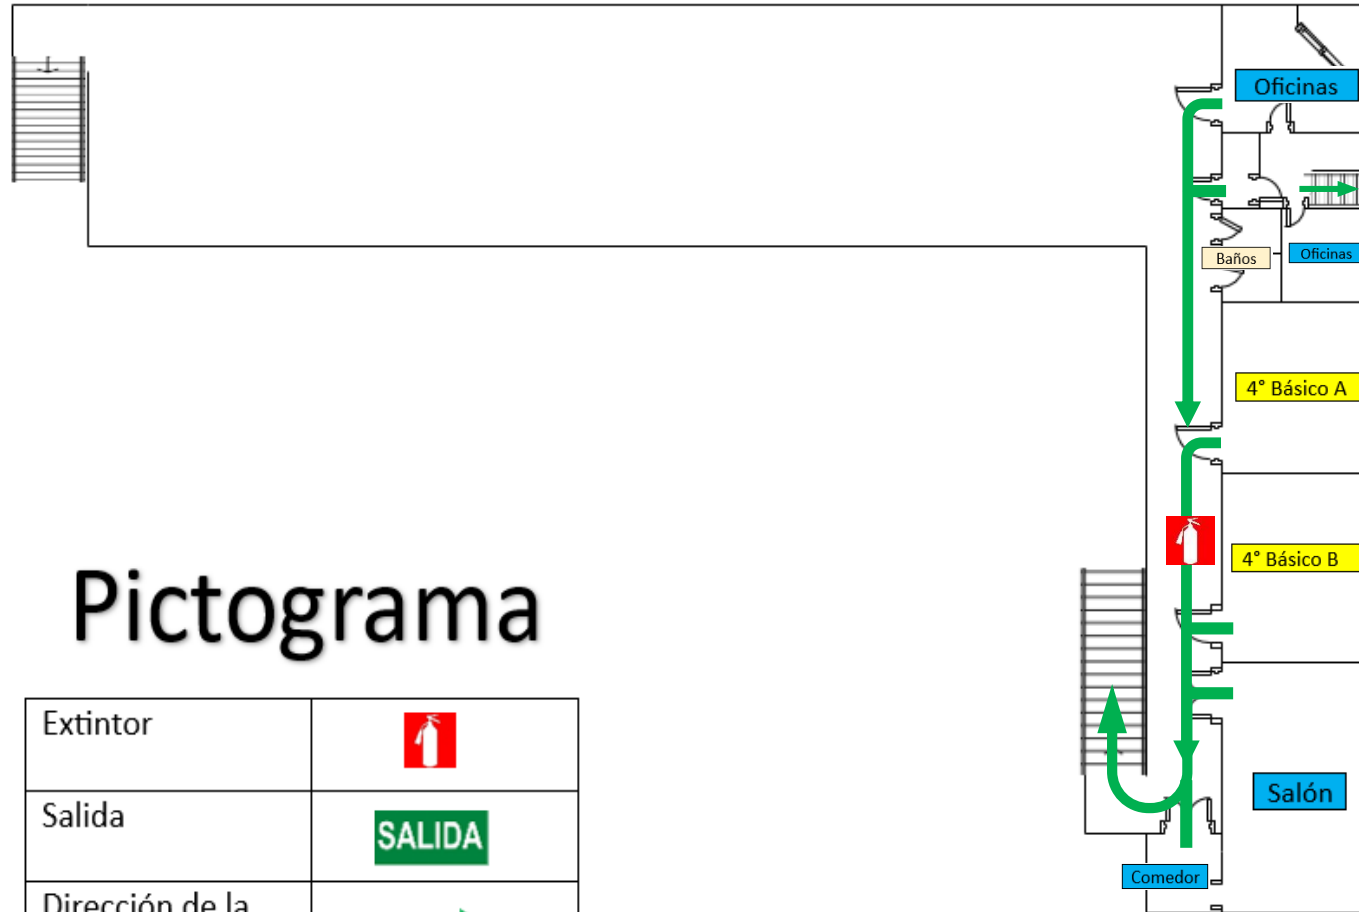 Oficinas
Baños
Oficinas
4° Básico A
4° Básico B
Pictograma
Extintor
Salida
SALIDA
Salón
Comedor
Dirección de la